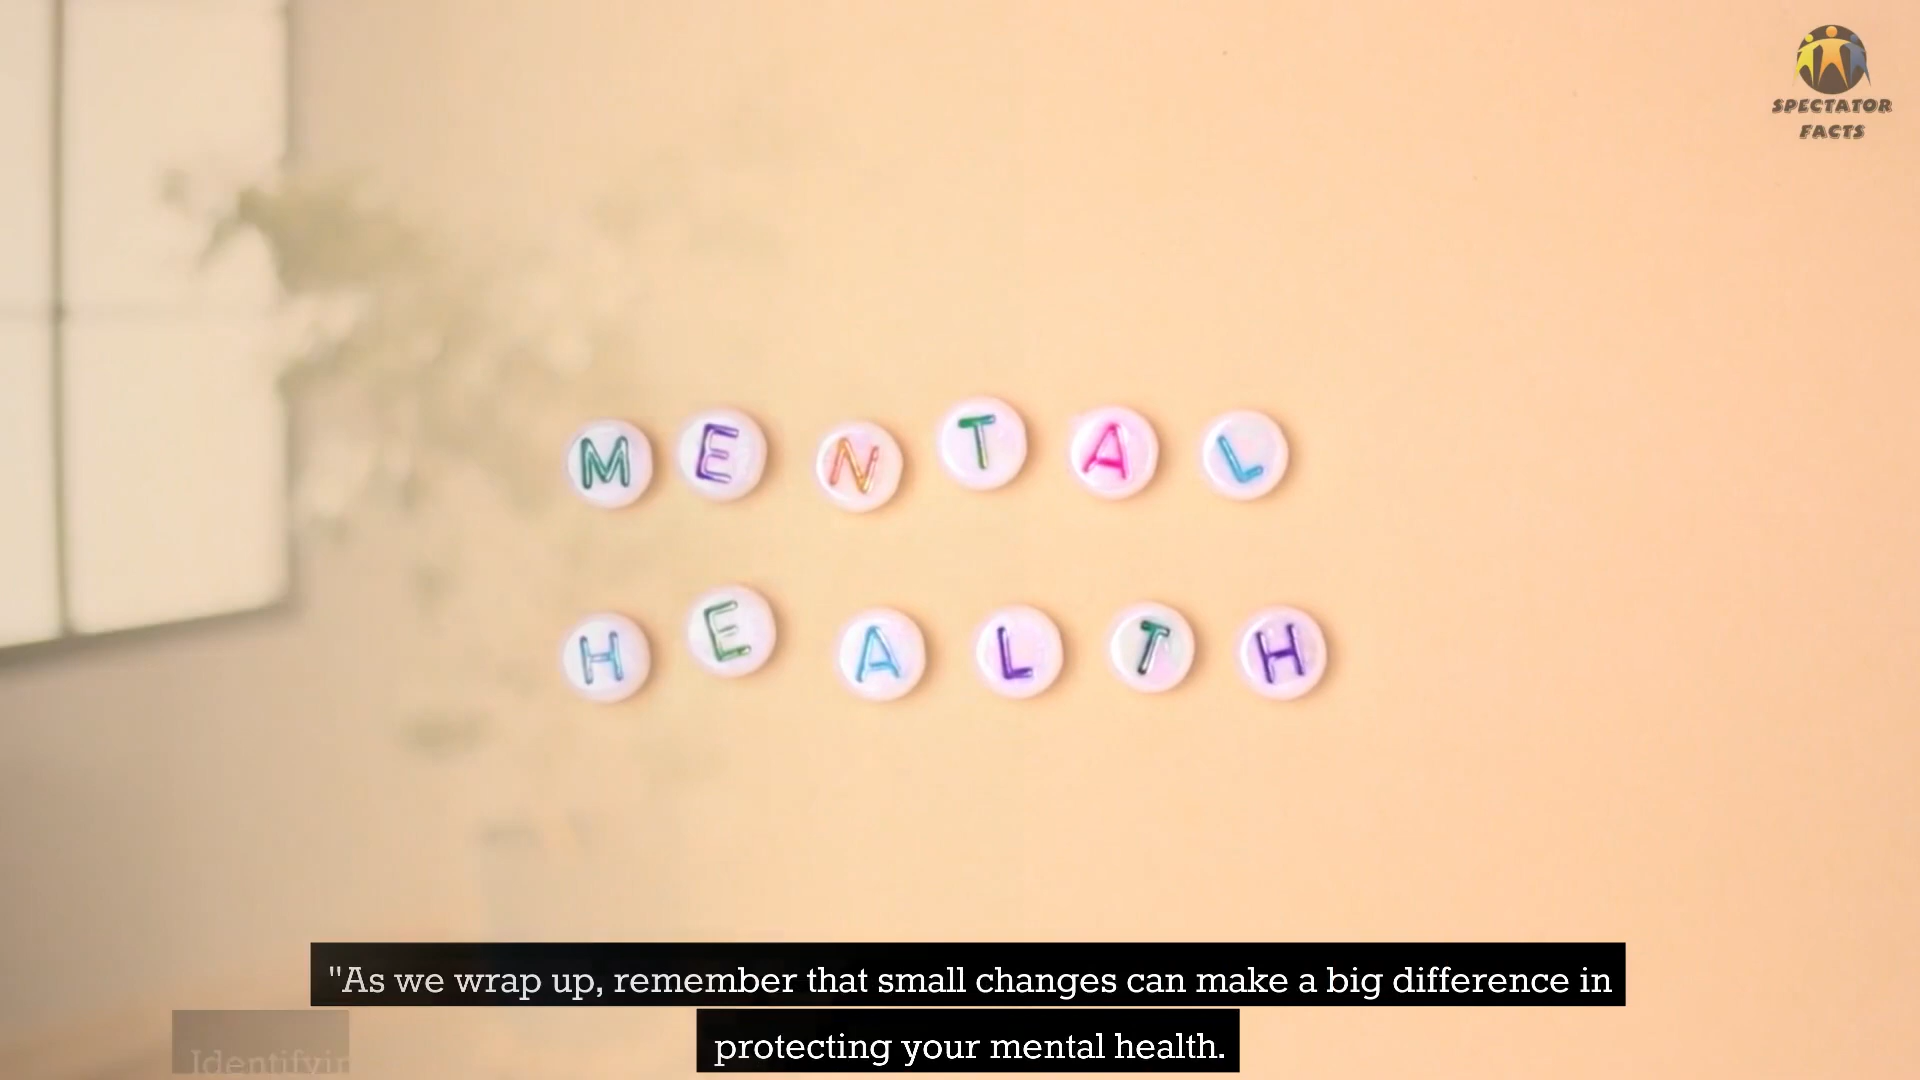 SPECTATOR
FACTS
MENTAL
HEALTH
"As we wrap up, remember that small changes can make a big difference in
protecting your mental health.